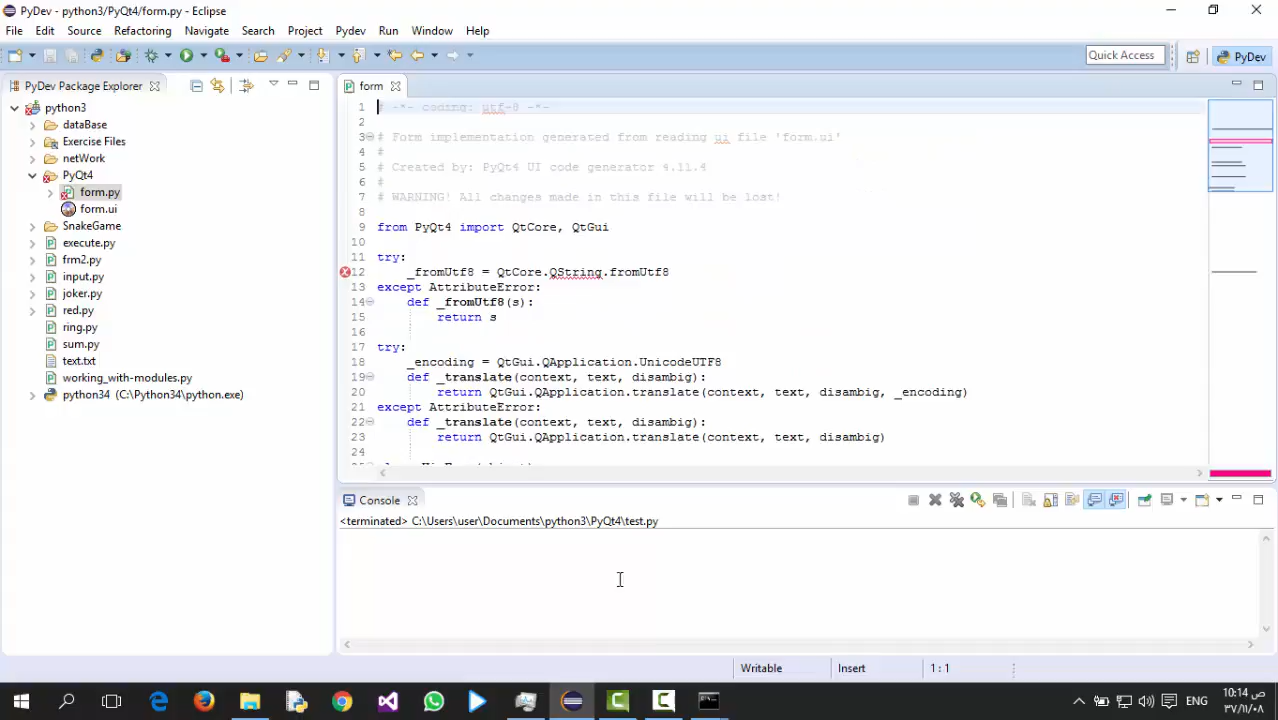 PyDev - python3/PyQt4/form.py - Eclipse
File Edit Source Refactoring Navigate Search Project Pydev Run Window Help
Quick Access
PyDev
PyDev Package Explorer
python3
dataBase
Exercise Files
netWork
PyQt4
form.py
form.ui
SnakeGame
execute.py
frm2.py
input.py
joker.py
red.py
ring.py
sum.py
text.txt
working_with-modules.py
python34 (C:\Python34\python.exe)
form
1 # -*- coding: utf-8 -*-
2
3 # Form implementation generated from reading ui file 'form.ui'
4 #
5 # Created by: PyQt4 UI code generator 4.11.4
6 #
7 # WARNING! All changes made in this file will be lost!
8
9 from PyQt4 import QtCore, QtGui
10
11 try:
12 _fromUtf8 = QtCore.QString.fromUtf8
13 except AttributeError:
14 def _fromUtf8(s):
15 return s
16
17 try:
18 _encoding = QtGui.QApplication.UnicodeUTF8
19 def _translate(context, text, disambig):
20 return QtGui.QApplication.translate(context, text, disambig, _encoding)
21 except AttributeError:
22 def _translate(context, text, disambig):
23 return QtGui.QApplication.translate(context, text, disambig)
24
Console
<terminated> C:\Users\user\Documents\python3\PyQt4\test.py
Writable Insert 1 : 1
ENG
10:14 ص
٣٧/١١/٠٨